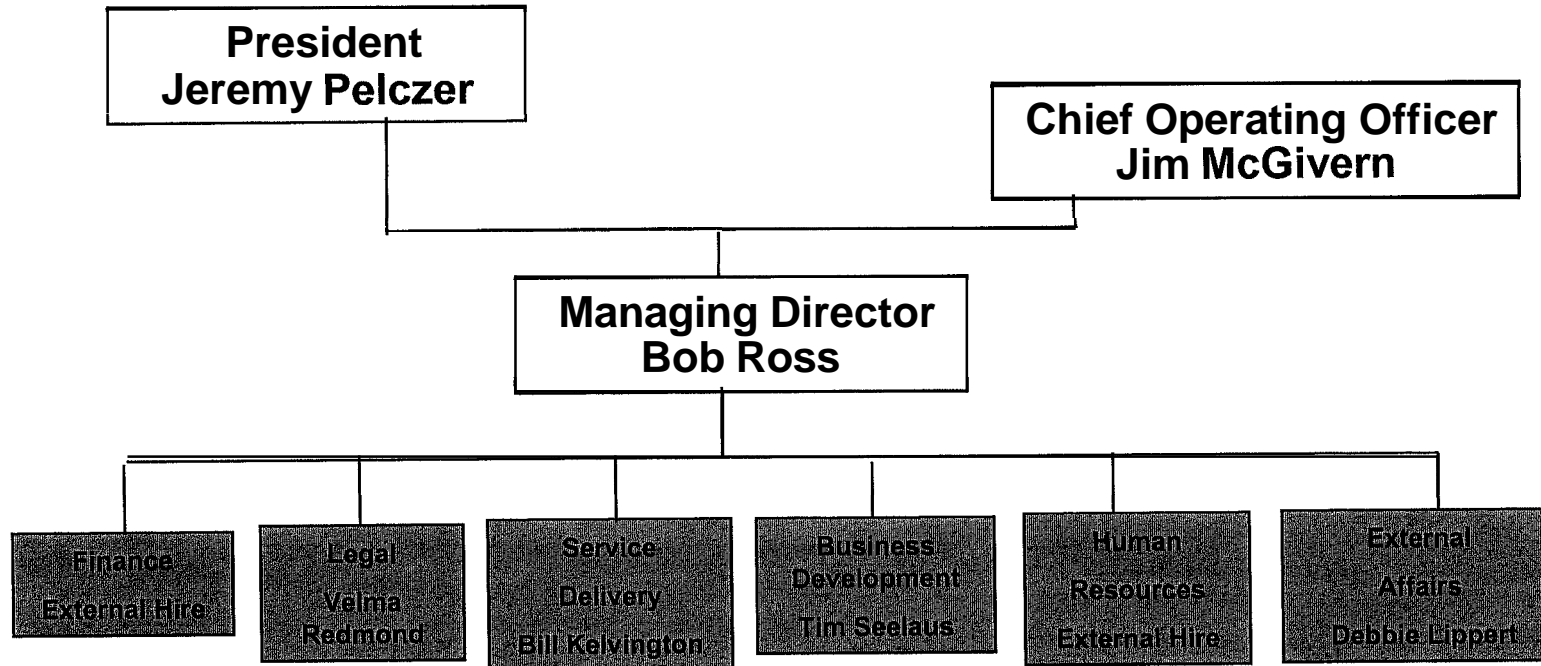 President
Jeremy Pelczer
Chief Operating Officer
Jim McGivern
Managing Director
Bob Ross
Finance
External Hire
Legal
Velma
Redmond
Service
Delivery
Bill Kelvington
Business
Development
Tim Seelaus
Human
Resources
External Hire
External
Affairs
Debbie Lippert